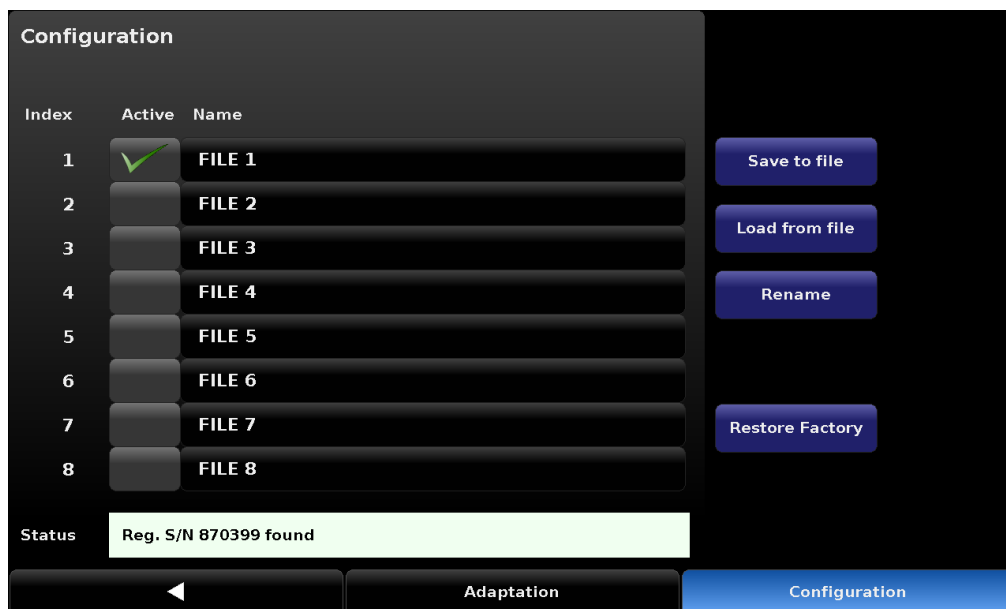 Configuration
Index Active Name
1 FILE 1 Save to file
2 FILE 2
Load from file
3 FILE 3
4 FILE 4 Rename
5 FILE 5
6 FILE 6
7 FILE 7 Restore Factory
8 FILE 8
Status Reg. S/N 870399 found
Adaptation Configuration